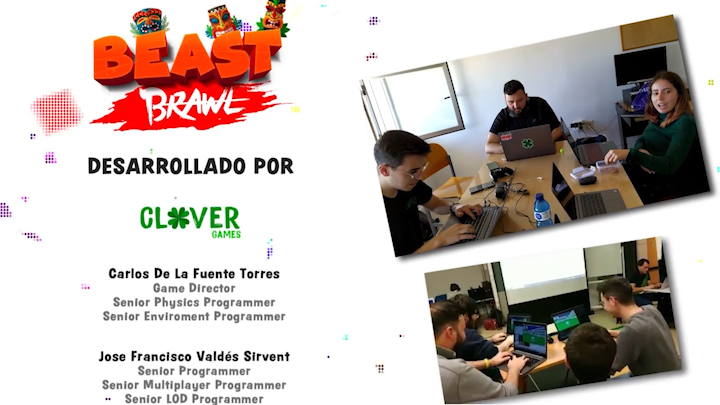 BEAST
BRAWL
DESARROLLADO POR
CLOVER
GAMES
Carlos De La Fuente Torres
Game Director
Senior Physics Programmer
Senior Enviroment Programmer
Jose Francisco Valdés Sirvent
Senior Programmer
Senior Multiplayer Programmer
Senior LOD Programmer